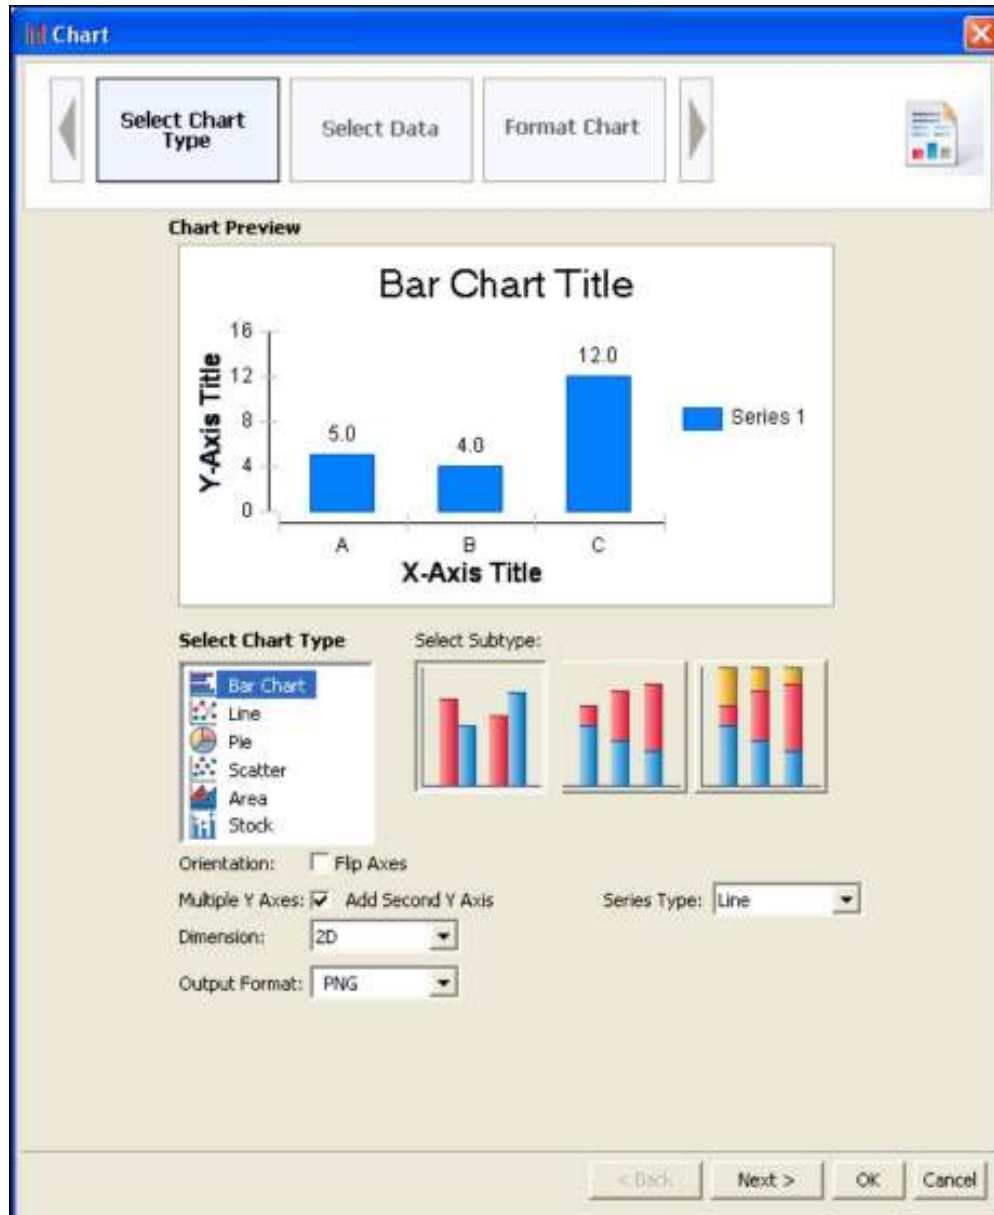 Chart
Select Chart
Type
Select Data
Format Chart
Chart Preview
Bar Chart Title
Y-Axis Title
16
12
8
4
0
5.0
4.0
12.0
Series 1
A
B
C
X-Axis Title
Select Chart Type
Select Subtype:
Bar Chart
Line
Pie
Scatter
Area
Stock
Orientation: Flip Axes
Multiple Y Axes: Add Second Y Axis Series Type: Line
Dimension: 2D
Output Format: PNG
< Back Next > OK Cancel